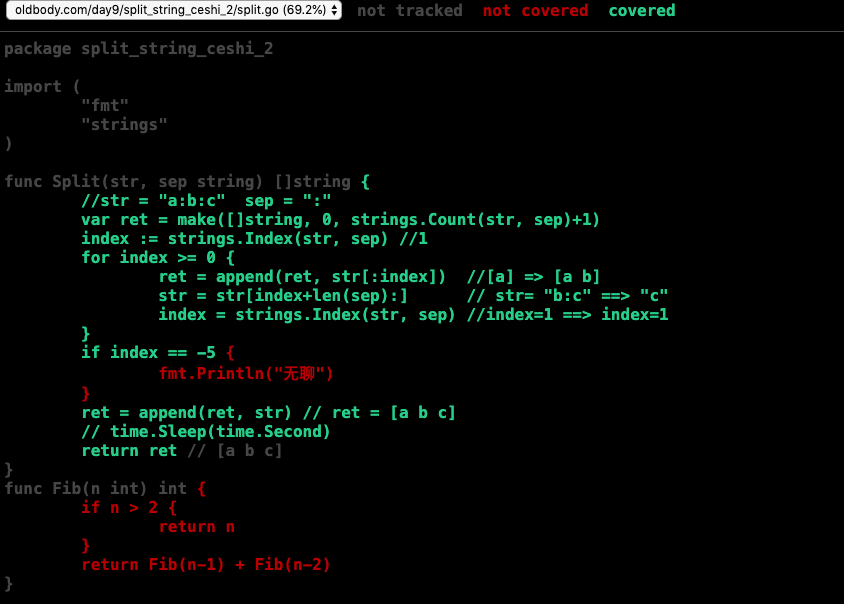 oldbody.com/day9/split_string_ceshi_2/split.go (69.2%) not tracked not covered covered
package split_string_ceshi_2
import (
"fmt"
"strings"
)
func Split(str, sep string) []string {
//str = "a:b:c"  sep = ":"
var ret = make([]string, 0, strings.Count(str, sep)+1)
index := strings.Index(str, sep) //1
for index >= 0 {
ret = append(ret, str[:index])  //[a] => [a b]
str = str[index+len(sep):]      // str= "b:c" ==> "c"
index = strings.Index(str, sep) //index=1 ==> index=1
}
if index == -5 {
fmt.Println("无聊")
}
ret = append(ret, str) // ret = [a b c]
// time.Sleep(time.Second)
return ret // [a b c]
}
func Fib(n int) int {
if n > 2 {
return n
}
return Fib(n-1) + Fib(n-2)
}